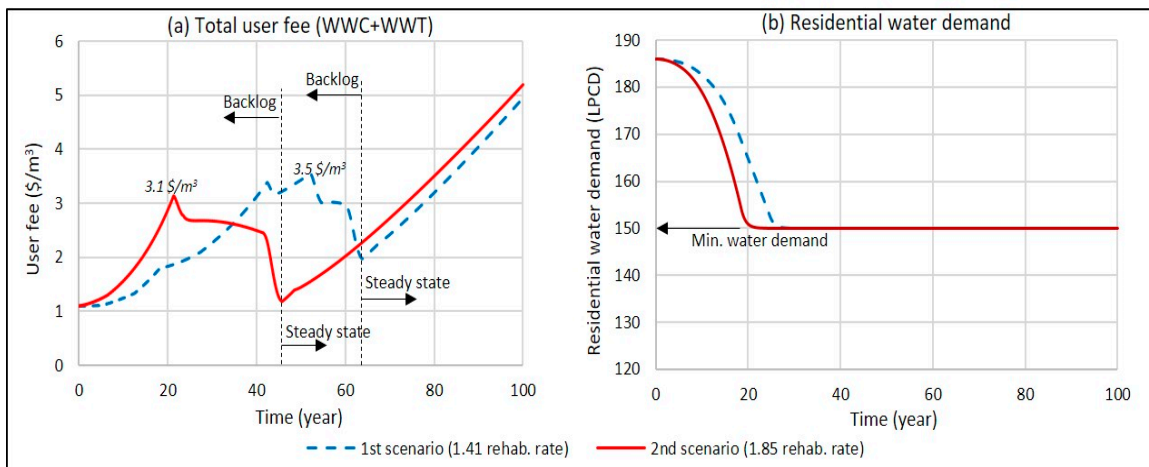 (a) Total user fee (WWC+WWT)
User fee ($/m³)
6
5
4
3
2
1
0
Backlog
Backlog
3.1 $/m³
3.5 $/m³
Steady state
Steady state
0 20 40 60 80 100
Time (year)
(b) Residential water demand
Residential water demand (LPCD)
190
180
170
160
150
140
130
120
Min. water demand
0 20 40 60 80 100
Time (year)
1st scenario (1.41 rehab. rate) 2nd scenario (1.85 rehab. rate)